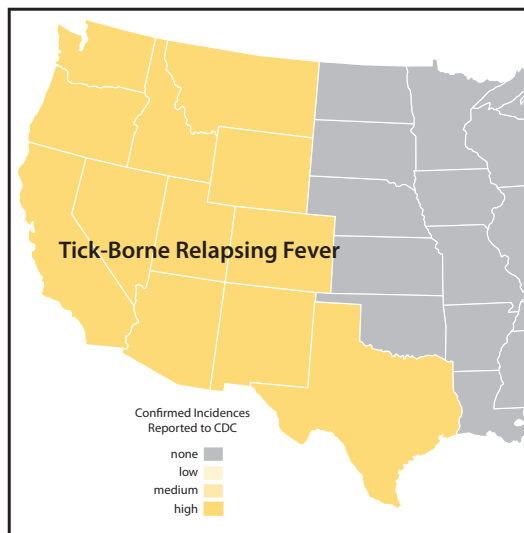 Tick-Borne Relapsing Fever
Confirmed Incidences
Reported to CDC
none
low
medium
high